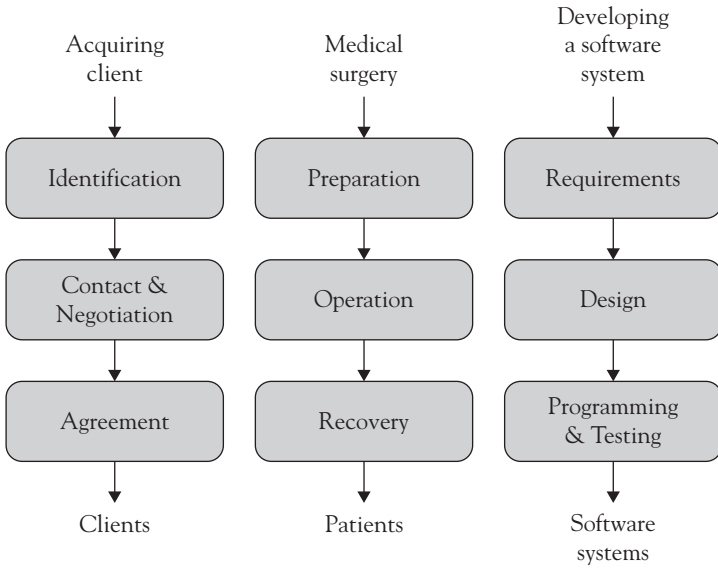 Acquiring
client
Identification
Contact &
Negotiation
Agreement
Clients
Medical
surgery
Preparation
Operation
Recovery
Patients
Developing
a software
system
Requirements
Design
Programming
& Testing
Software
systems